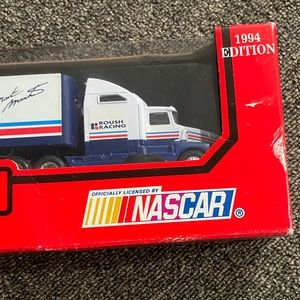 1994
EDITION
ROUSH
RACING
OFFICIALLY LICENSED BY
NASCAR®